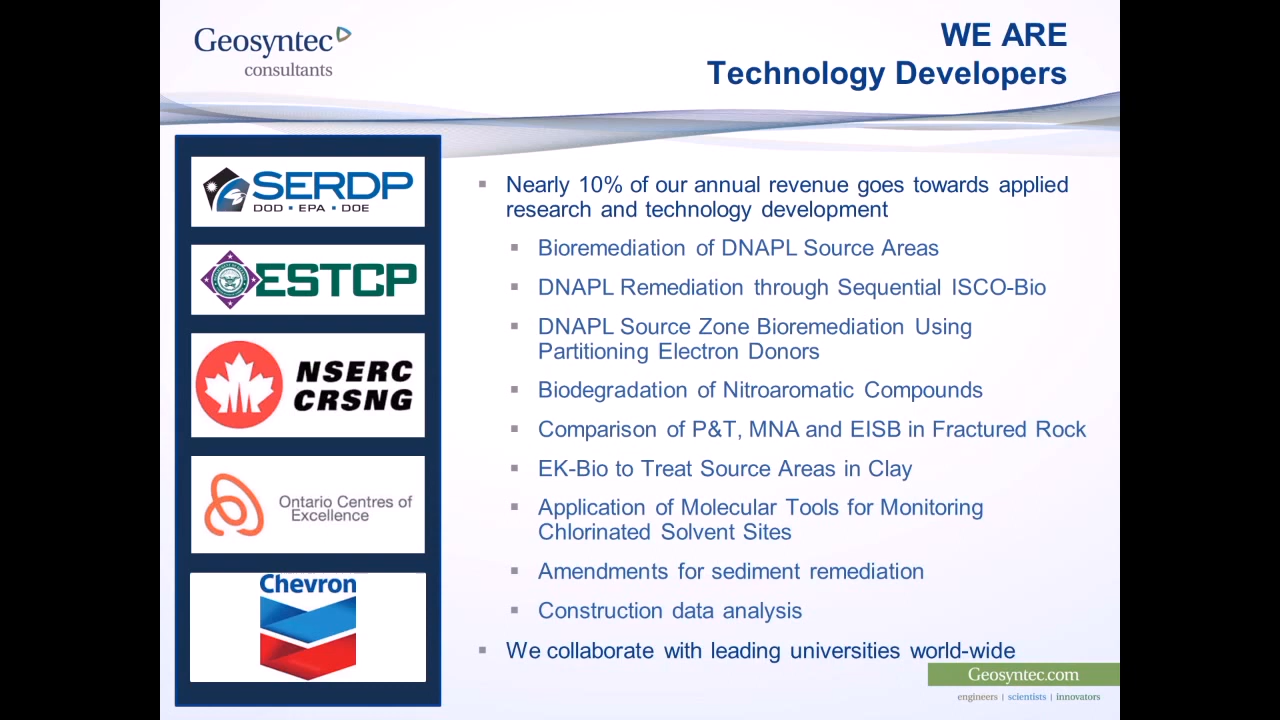 Geosyntec
consultants
WE ARE
Technology Developers
SERDP
DOD ▪ EPA ▪ DOE
ESTCP
NSERC
CRSNG
Ontario Centres of
Excellence
Chevron
▪ Nearly 10% of our annual revenue goes towards applied
research and technology development
▪ Bioremediation of DNAPL Source Areas
▪ DNAPL Remediation through Sequential ISCO-Bio
▪ DNAPL Source Zone Bioremediation Using
Partitioning Electron Donors
▪ Biodegradation of Nitroaromatic Compounds
▪ Comparison of P&T, MNA and EISB in Fractured Rock
▪ EK-Bio to Treat Source Areas in Clay
▪ Application of Molecular Tools for Monitoring
Chlorinated Solvent Sites
▪ Amendments for sediment remediation
▪ Construction data analysis
▪ We collaborate with leading universities world-wide
Geosyntec.com
engineers | scientists | innovators